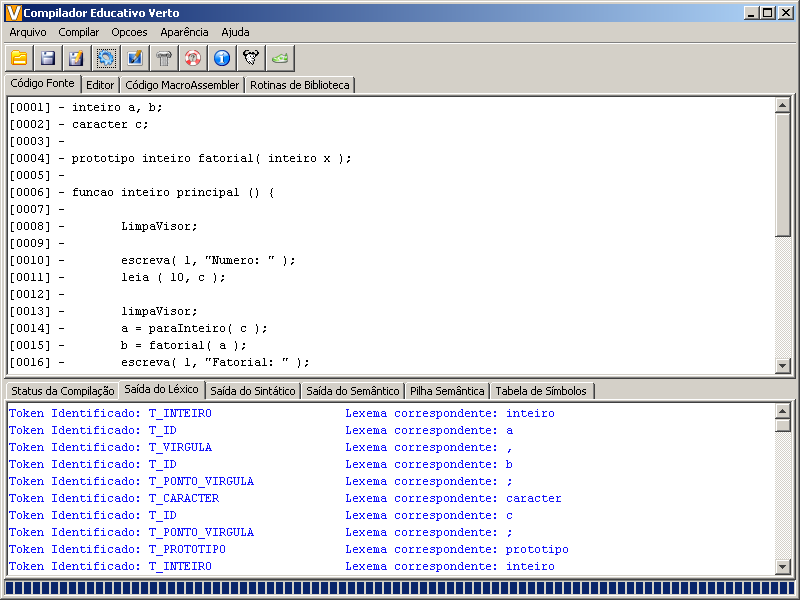 Compilador Educativo Verto
Arquivo Compilar Opcoes Aparência Ajuda
Código Fonte Editor Código MacroAssembler Rotinas de Biblioteca
[0001] - inteiro a, b;
[0002] - caracter c;
[0003] -
[0004] - prototipo inteiro fatorial( inteiro x );
[0005] -
[0006] - funcao inteiro principal () {
[0007] -
[0008] - LimpaVisor;
[0009] -
[0010] - escreva( 1, "Numero: " );
[0011] - leia ( 10, c );
[0012] -
[0013] - limpaVisor;
[0014] - a = paraInteiro( c );
[0015] - b = fatorial( a );
[0016] - escreva( 1, "Fatorial: " );
Status da Compilação Saída do Léxico Saída do Sintático Saída do Semântico Pilha Semântica Tabela de Símbolos
Token Identificado: T_INTEIRO Lexema correspondente: inteiro
Token Identificado: T_ID Lexema correspondente: a
Token Identificado: T_VIRGULA Lexema correspondente: ,
Token Identificado: T_ID Lexema correspondente: b
Token Identificado: T_PONTO_VIRGULA Lexema correspondente: ;
Token Identificado: T_CARACTER Lexema correspondente: caracter
Token Identificado: T_ID Lexema correspondente: c
Token Identificado: T_PONTO_VIRGULA Lexema correspondente: ;
Token Identificado: T_PROTOTIPO Lexema correspondente: prototipo
Token Identificado: T_INTEIRO Lexema correspondente: inteiro